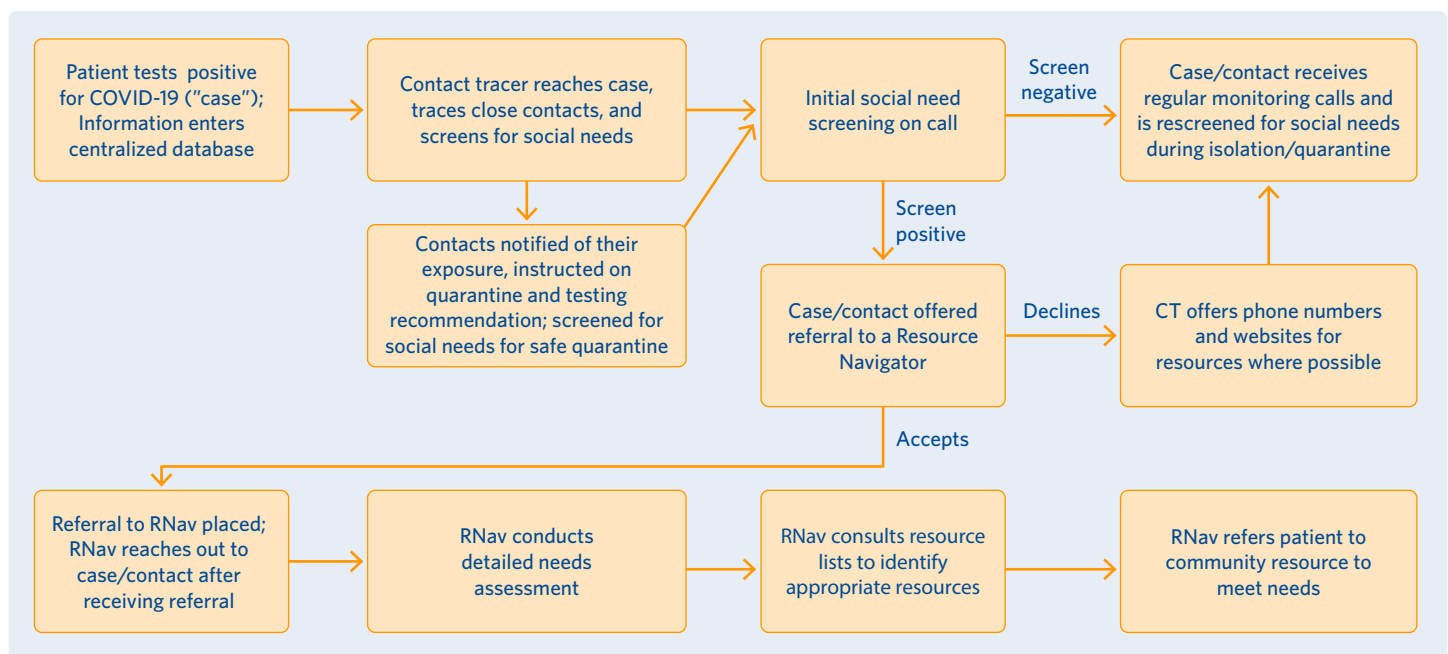 Patient tests positive
for COVID-19 (”case”);
Information enters
centralized database
Contact tracer reaches case,
traces close contacts, and
screens for social needs
Initial social need
screening on call
Screen
negative
Case/contact receives
regular monitoring calls and
is rescreened for social needs
during isolation/quarantine
Contacts notified of their
exposure, instructed on
quarantine and testing
recommendation; screened for
social needs for safe quarantine
Screen
positive
Case/contact offered
referral to a Resource
Navigator
Declines
CT offers phone numbers
and websites for
resources where possible
Accepts
Referral to RNav placed;
RNav reaches out to
case/contact after
receiving referral
RNav conducts
detailed needs
assessment
RNav consults resource
lists to identify
appropriate resources
RNav refers patient to
community resource to
meet needs